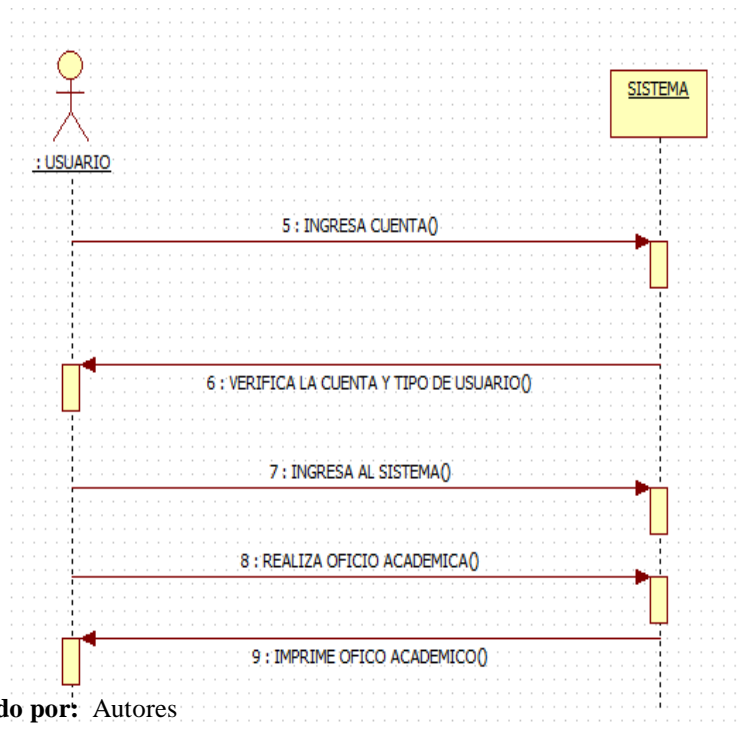 SISTEMA
: USUARIO
5 : INGRESA CUENTA()
6 : VERIFICA LA CUENTA Y TIPO DE USUARIO()
7 : INGRESA AL SISTEMA()
8 : REALIZA OFICIO ACADEMICA()
9 : IMPRIME OFICO ACADEMICO()
do por: Autores